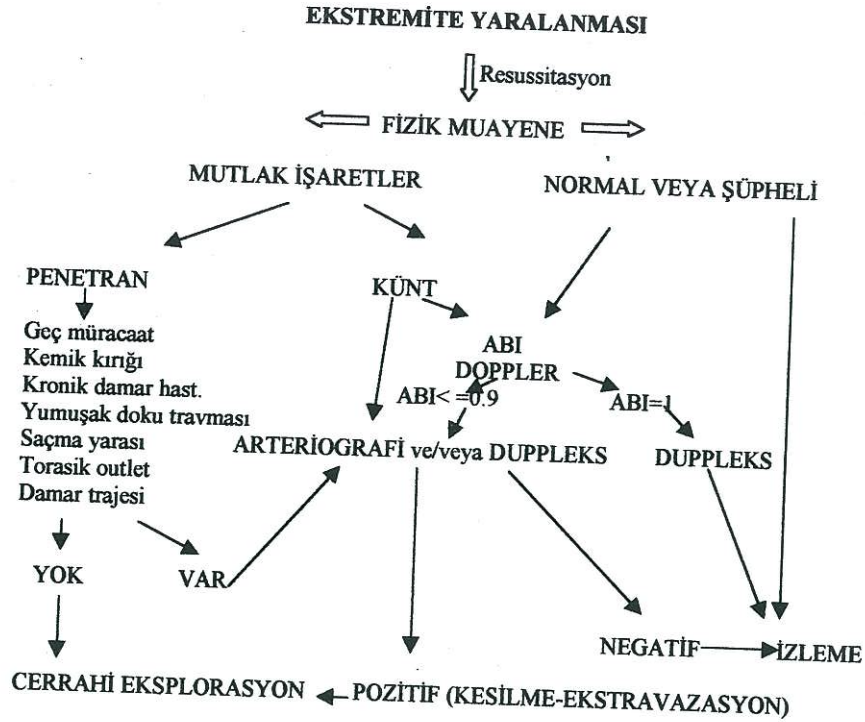 EKSTREMİTE YARALANMASI
Resussitasyon
FİZİK MUAYENE
MUTLAK İŞARETLER
NORMAL VEYA ŞÜPHELİ
PENETRAN
KÜNT
Geç müracaat
Kemik kırığı
Kronik damar hast.
Yumuşak doku travması
Saçma yarası
Torasik outlet
Damar trajesi
ABI
DOPPLER
ABI< =0.9
ABI=1
ARTERİOGRAFİ ve/veya DUPPLEKS
DUPPLEKS
YOK
VAR
NEGATİF
İZLEME
CERRAHİ EKSPLORASYON
POZİTİF (KESİLME-EKSTRAVAZASYON)